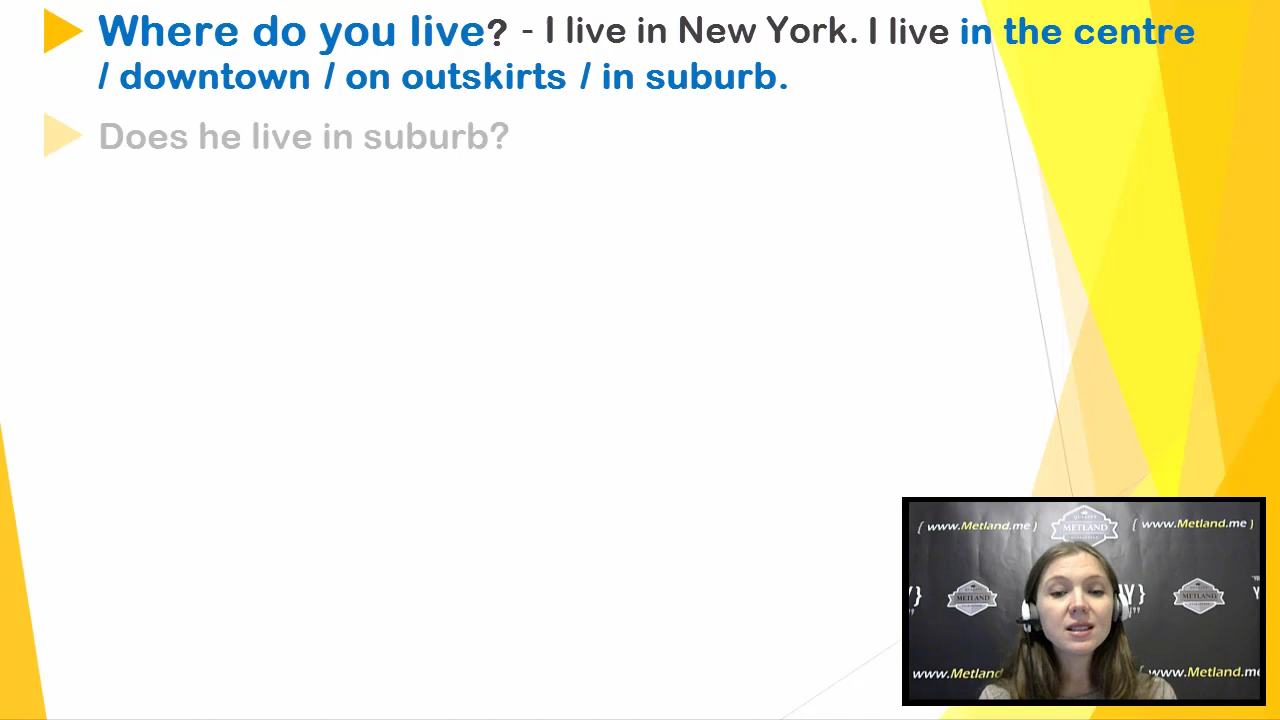 Where do you live? - I live in New York. I live in the centre
/ downtown / on outskirts / in suburb.
Does he live in suburb?
{ www.Metland.me )
METLAND
{ www.Metland.me }
METLAND
METLAND
www.Metland
www.Metland.me